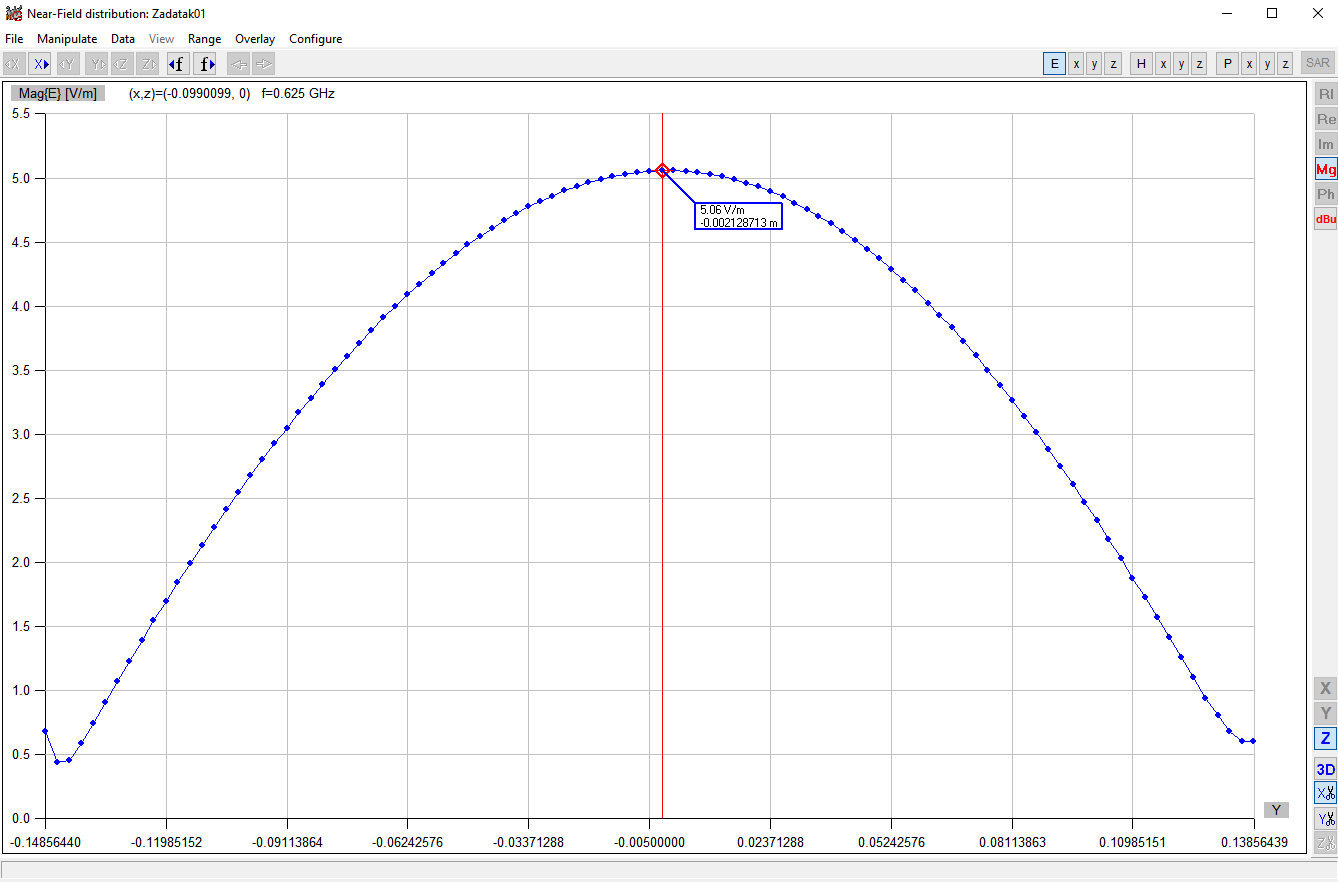 Near-Field distribution: Zadatak01
File Manipulate Data View Range Overlay Configure
X X Y Y Z Z f f E x y z H x y z P x y z SAR
Mag{E} [V/m] (x,z)=(-0.0990099, 0) f=0.625 GHz
RI
Re
Im
Mg
Ph
dBu
5.5
5.0
4.5
4.0
3.5
3.0
2.5
2.0
1.5
1.0
0.5
0.0
5.06 V/m
-0.002128713 m
X
Y
Z
3D
X
Y
Z
Y
-0.14856440 -0.11985152 -0.09113864 -0.06242576 -0.03371288 -0.00500000 0.02371288 0.05242576 0.08113863 0.10985151 0.13856439